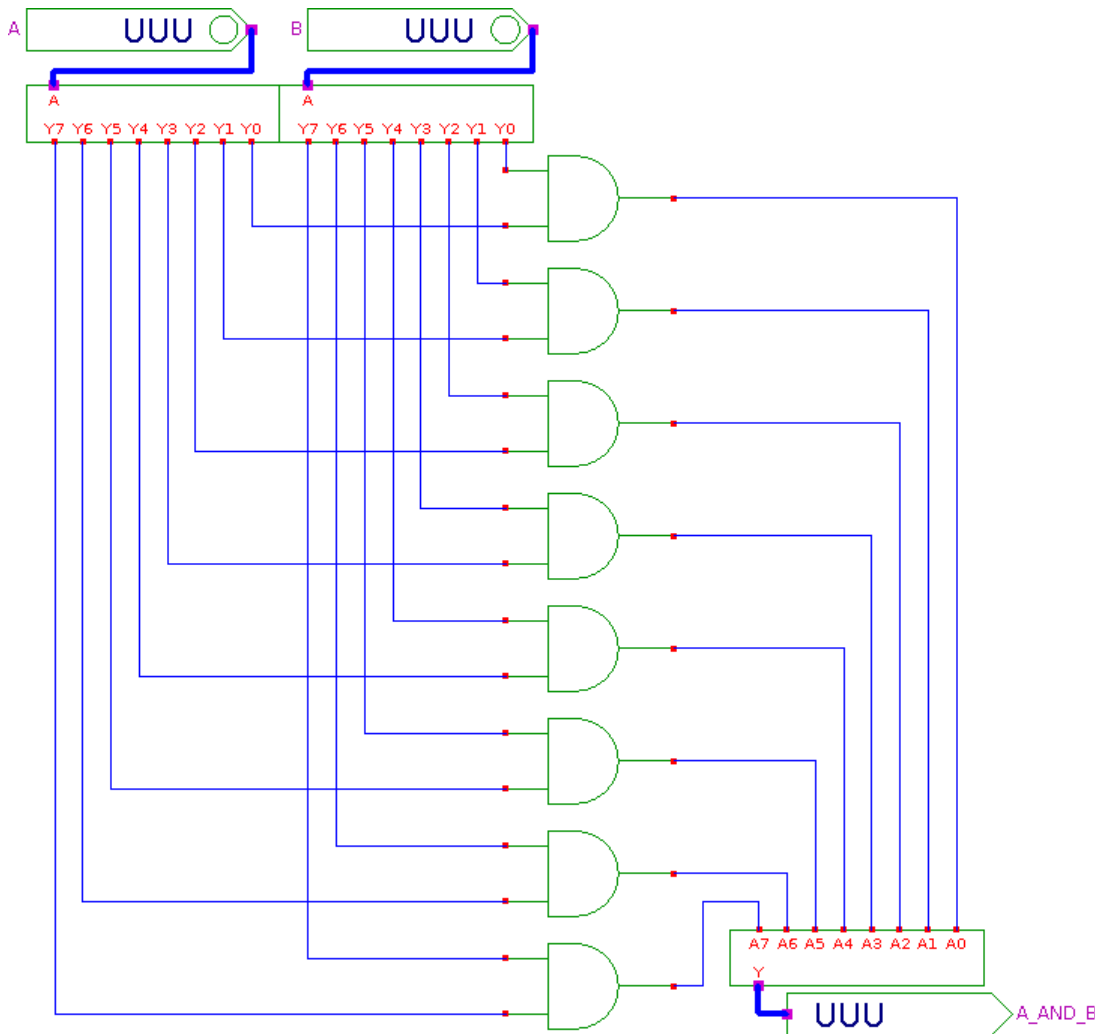 A UUU B UUU
A A
Y7 Y6 Y5 Y4 Y3 Y2 Y1 Y0 Y7 Y6 Y5 Y4 Y3 Y2 Y1 Y0
A7 A6 A5 A4 A3 A2 A1 A0
Y
UUU A_AND_B